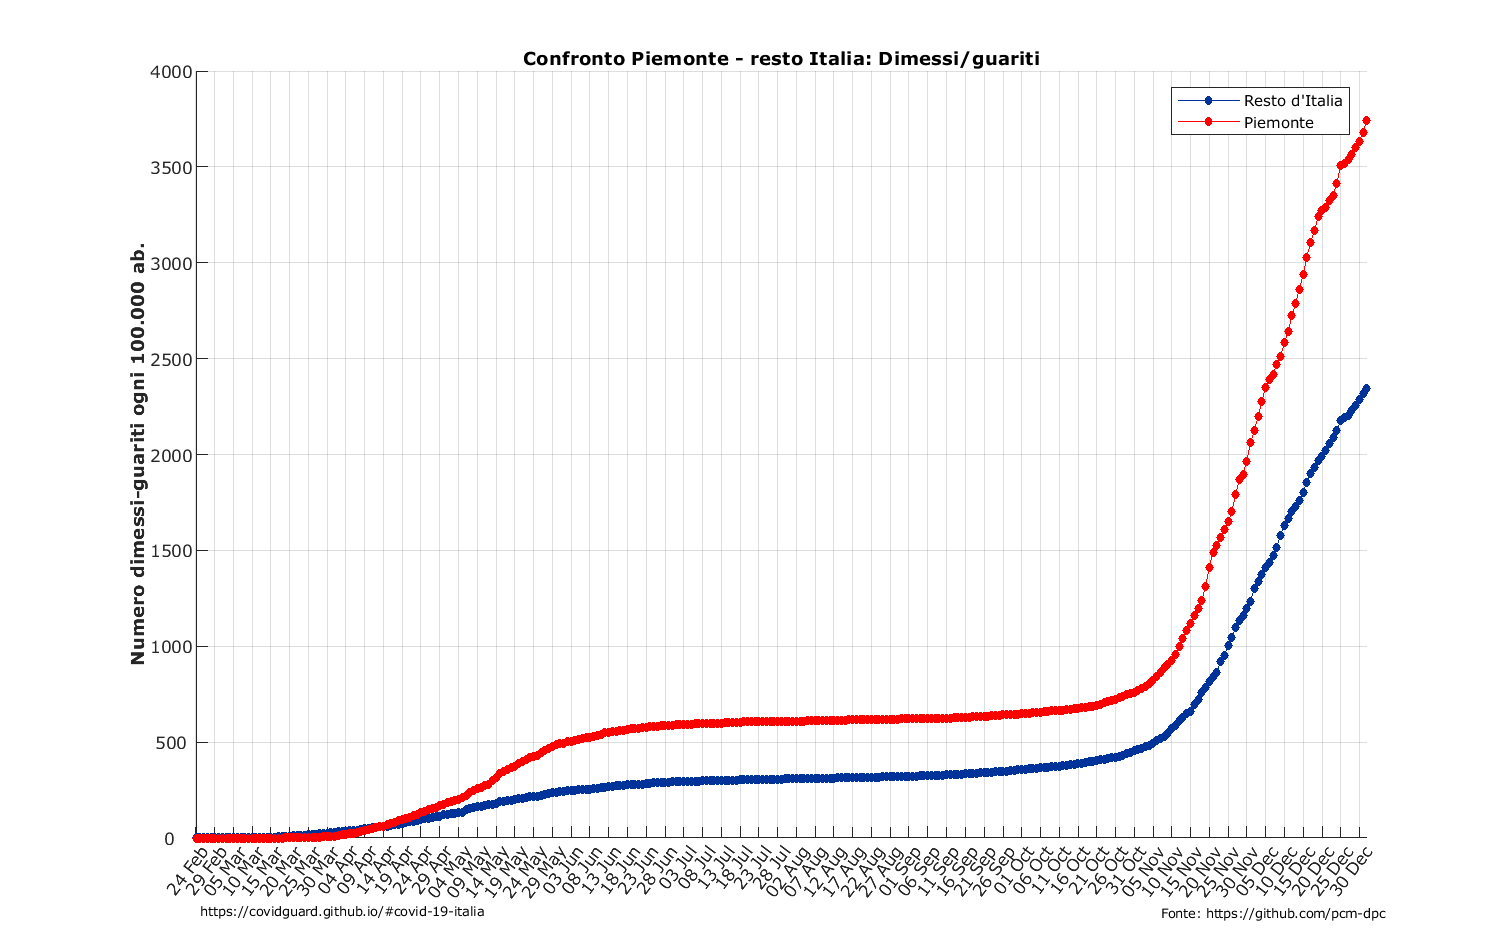 Confronto Piemonte - resto Italia: Dimessi/guariti
Resto d'Italia
Piemonte
Numero dimessi-guariti ogni 100.000 ab.
4000
3500
3000
2500
2000
1500
1000
500
0
24 Feb
29 Feb
05 Mar
10 Mar
15 Mar
20 Mar
25 Mar
30 Mar
04 Apr
09 Apr
14 Apr
19 Apr
24 Apr
29 Apr
04 May
09 May
14 May
19 May
24 May
29 May
03 Jun
08 Jun
13 Jun
18 Jun
23 Jun
28 Jun
03 Jul
08 Jul
13 Jul
18 Jul
23 Jul
28 Jul
02 Aug
07 Aug
12 Aug
17 Aug
22 Aug
27 Aug
01 Sep
06 Sep
11 Sep
16 Sep
21 Sep
26 Sep
01 Oct
06 Oct
11 Oct
16 Oct
21 Oct
26 Oct
31 Oct
05 Nov
10 Nov
15 Nov
20 Nov
25 Nov
30 Nov
05 Dec
10 Dec
15 Dec
20 Dec
25 Dec
30 Dec
https://covidguard.github.io/#covid-19-italia
Fonte: https://github.com/pcm-dpc